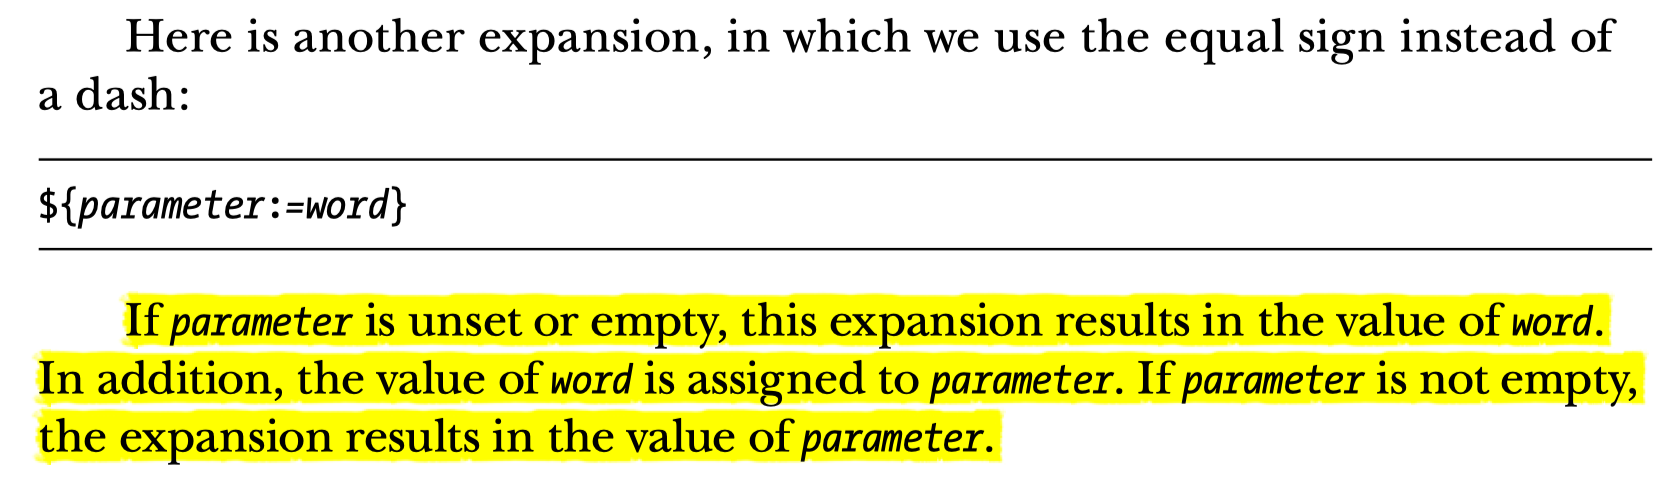 Here is another expansion, in which we use the equal sign instead of
a dash:
${parameter:=word}
If parameter is unset or empty, this expansion results in the value of word.
In addition, the value of word is assigned to parameter. If parameter is not empty,
the expansion results in the value of parameter.